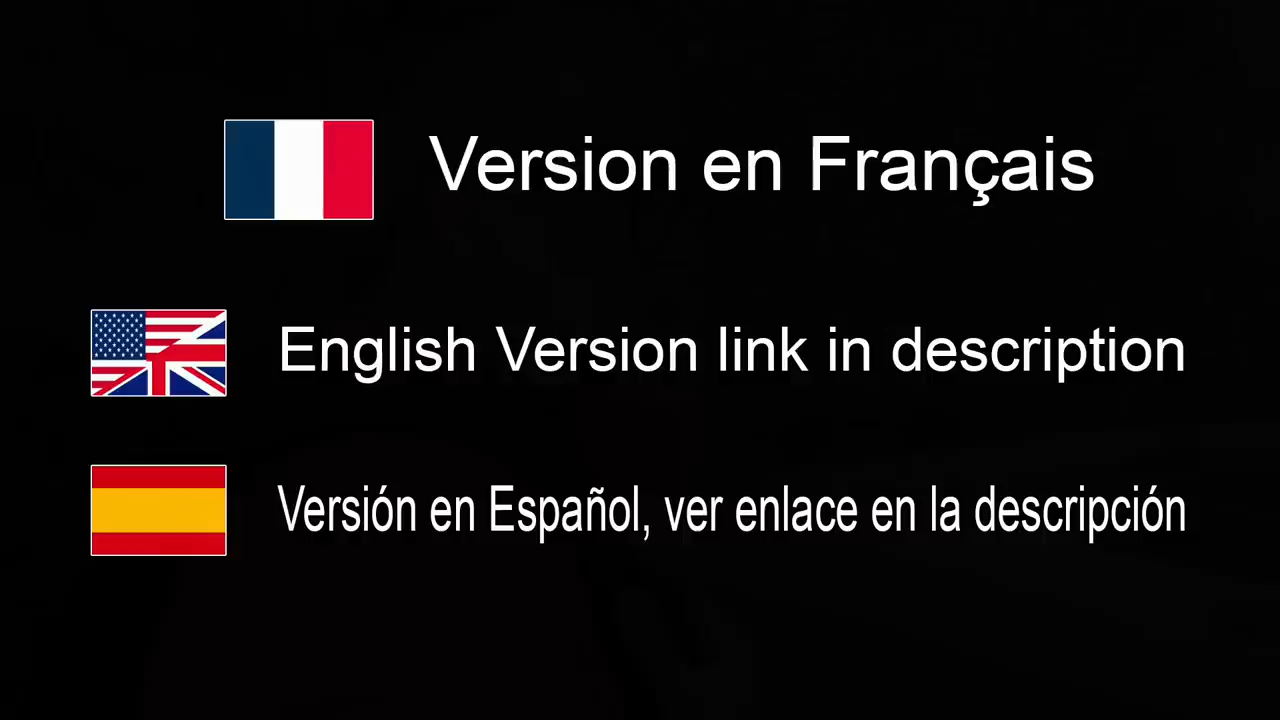 Version en Français
English Version link in description
Versión en Español, ver enlace en la descripción